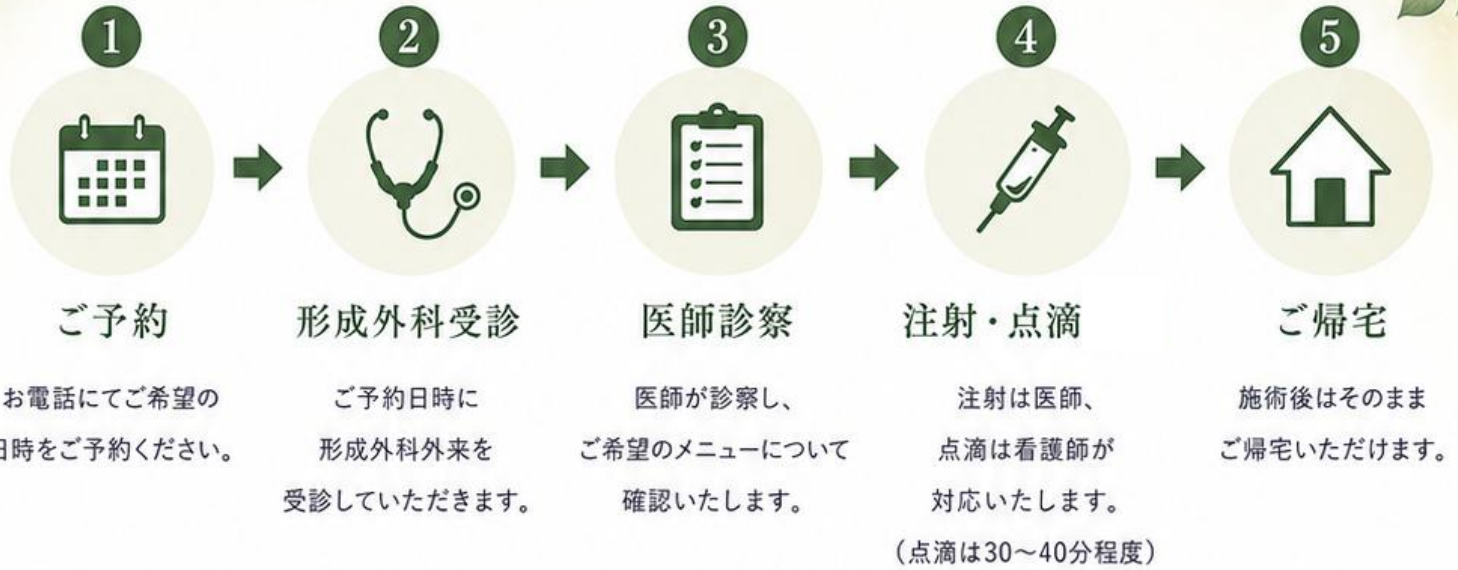 1
ご予約
お電話にてご希望の
日時をご予約ください。
2
形成外科受診
ご予約日時に
形成外科外来を
受診していただきます。
3
医師診察
医師が診察し、
ご希望のメニューについて
確認いたします。
4
注射・点滴
注射は医師、
点滴は看護師が
対応いたします。
（点滴は30～40分程度）
5
ご帰宅
施術後はそのまま
ご帰宅いただけます。